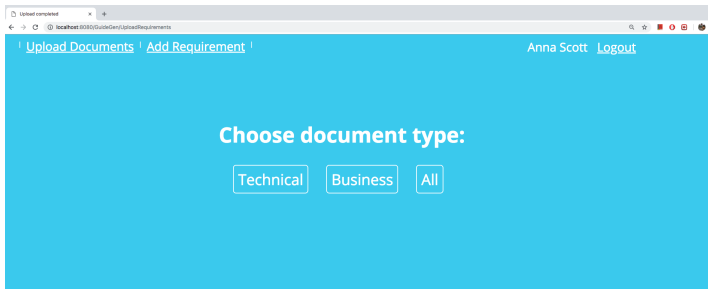 Upload completed
localhost:8080/GuideGen/UploadRequirements
Upload Documents Add Requirement Anna Scott Logout
Choose document type:
Technical Business All